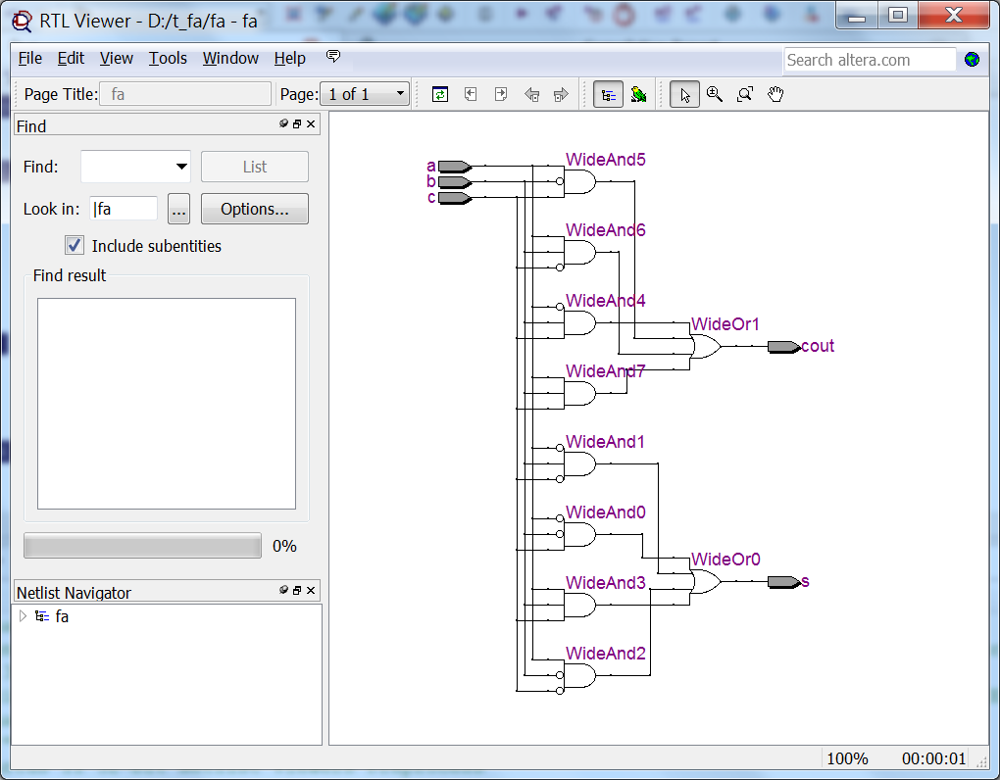 RTL Viewer - D:/t_fa/fa - fa
File Edit View Tools Window Help
Search altera.com
Page Title: fa Page: 1 of 1
Find
Find: List
Look in: |fa ... Options...
Include subentities
Find result
0%
Netlist Navigator
fa
a
b
c
WideAnd5
WideAnd6
WideAnd4
WideOr1
cout
WideAnd7
WideAnd1
WideAnd0
WideOr0
s
WideAnd3
WideAnd2
100% 00:00:01